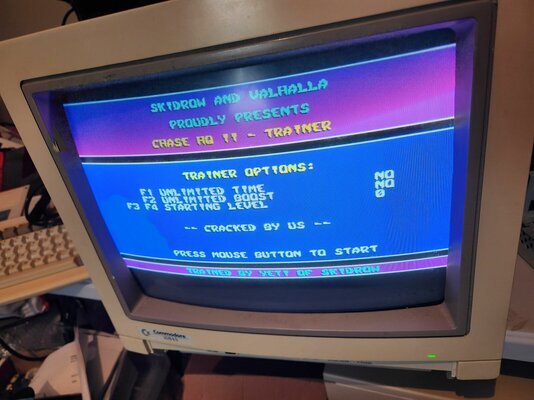 SKIDROW AND VALHALLA
PROUDLY PRESENTS
CHASE HQ II - TRAINER
TRAINER OPTIONS:
F1 UNLIMITED TIME NO
F2 UNLIMITED BOOST NO
F3 F4 STARTING LEVEL 0
-- CRACKED BY US --
PRESS MOUSE BUTTON TO START
TRAINED BY YETI OF SKIDROW
Commodore